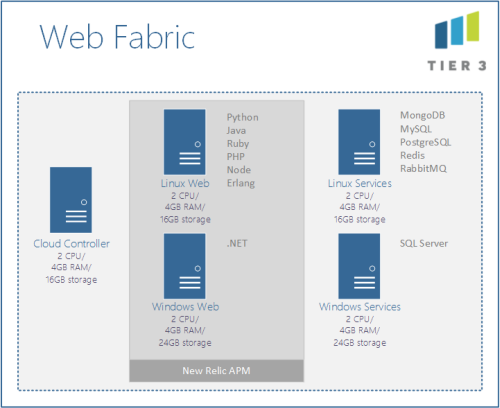 Web Fabric
TIER 3
Cloud Controller
2 CPU/
4GB RAM/
16GB storage
Linux Web
2 CPU/
4GB RAM/
16GB storage
Python
Java
Ruby
PHP
Node
Erlang
Windows Web
2 CPU/
4GB RAM/
24GB storage
.NET
New Relic APM
Linux Services
2 CPU/
4GB RAM/
16GB storage
MongoDB
MySQL
PostgreSQL
Redis
RabbitMQ
Windows Services
2 CPU/
4GB RAM/
24GB storage
SQL Server